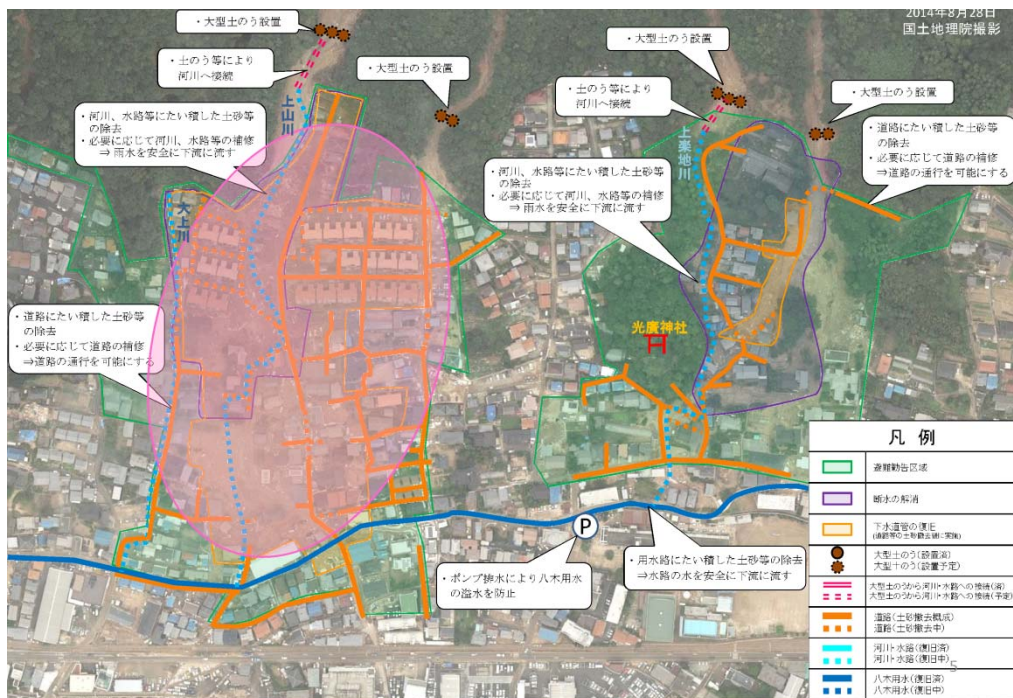 2014年8月28日
国土地理院撮影
・大型土のう設置
・土のう等により
河川へ接続
・大型土のう設置
上山川
・河川、水路等にたい積した土砂等
の除去
・必要に応じて河川、水路等の補修
⇒雨水を安全に下流に流す
大上川
・道路にたい積した土砂等
の除去
・必要に応じて道路の補修
⇒道路の通行を可能にする
・大型土のう設置
・土のう等により
河川へ接続
上楽地川
・大型土のう設置
・道路にたい積した土砂等
の除去
・必要に応じて道路の補修
⇒道路の通行を可能にする
・河川、水路等にたい積した土砂等
の除去
・必要に応じて河川、水路等の補修
⇒雨水を安全に下流に流す
光廣神社
P
・ポンプ排水により八木用水
の溢水を防止
・用水路にたい積した土砂等の除去
⇒水路の水を安全に下流に流す
凡 例
避難勧告区域
断水の解消
下水道管の復旧
(道路等の土砂撤去後に実施)
大型土のう(設置済)
大型土のう(設置予定)
大型土のうから河川・水路への接続(済)
大型土のうから河川・水路への接続(予定)
道路(土砂撤去概成)
道路(土砂撤去中)
河川・水路(復旧済)
河川・水路(復旧中)
八木用水(復旧済)
八木用水(復旧中)
5